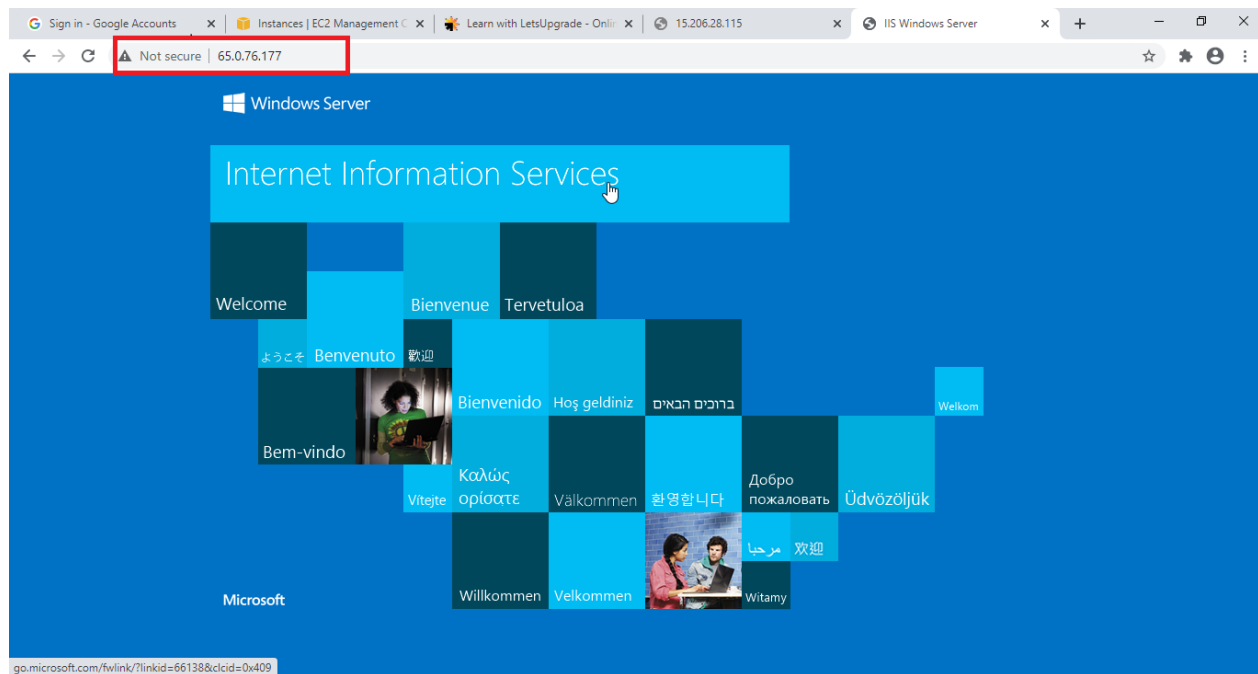 Sign in - Google Accounts
Instances | EC2 Management C
Learn with LetsUpgrade - Onlin
15.206.28.115
IIS Windows Server
Not secure | 65.0.76.177
Windows Server
Internet Information Services
Welcome
Bienvenue
Tervetuloa
ようこそ
Benvenuto
歡迎
Bienvenido
Hoş geldiniz
ברוכים הבאים
Welkom
Bem-vindo
Vítejte
Καλώς
ορίσατε
Välkommen
환영합니다
Добро
пожаловать
Üdvözöljük
مرحبا
欢迎
Willkommen
Velkommen
Witamy
Microsoft
go.microsoft.com/fwlink/?linkid=66138&clcid=0x409